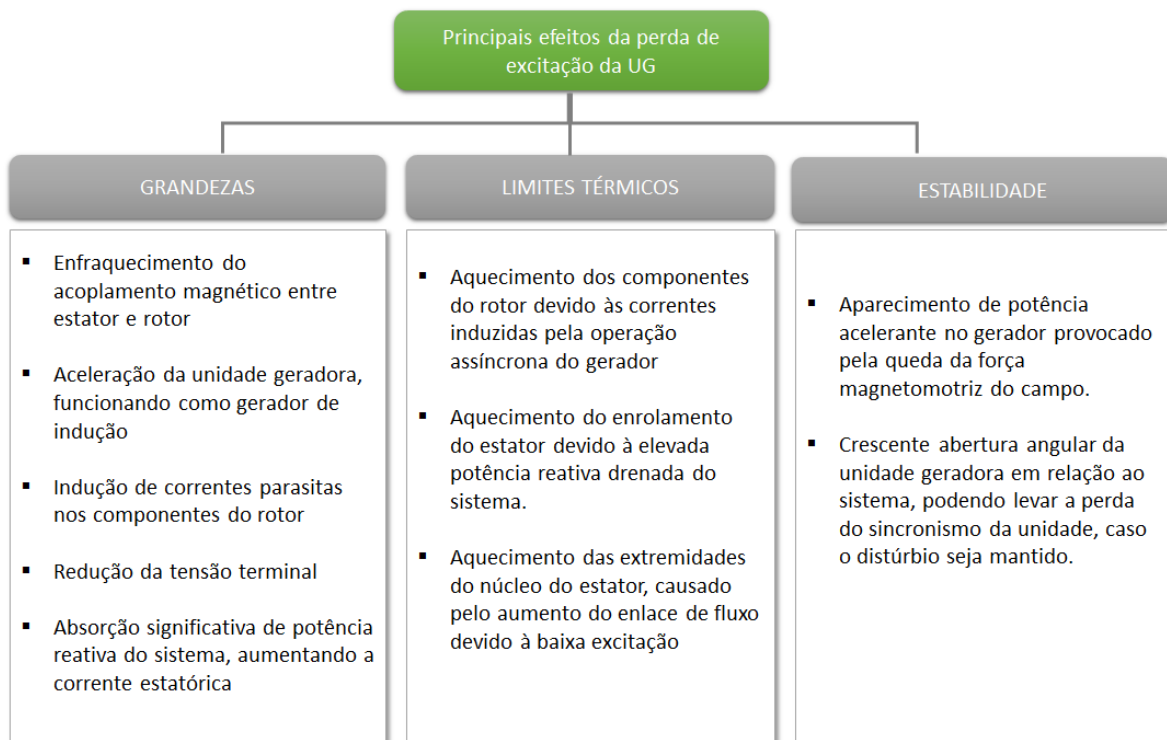 Principais efeitos da perda de
excitação da UG
GRANDEZAS
▪ Enfraquecimento do
acoplamento magnético entre
estator e rotor
▪ Aceleração da unidade geradora,
funcionando como gerador de
indução
▪ Indução de correntes parasitas
nos componentes do rotor
▪ Redução da tensão terminal
▪ Absorção significativa de potência
reativa do sistema, aumentando a
corrente estatórica
LIMITES TÉRMICOS
▪ Aquecimento dos componentes
do rotor devido às correntes
induzidas pela operação
assíncrona do gerador
▪ Aquecimento do enrolamento
do estator devido à elevada
potência reativa drenada do
sistema.
▪ Aquecimento das extremidades
do núcleo do estator, causado
pelo aumento do enlace de fluxo
devido à baixa excitação
ESTABILIDADE
▪ Aparecimento de potência
acelerante no gerador provocado
pela queda da força
magnetomotriz do campo.
▪ Crescente abertura angular da
unidade geradora em relação ao
sistema, podendo levar a perda
do sincronismo da unidade, caso
o distúrbio seja mantido.